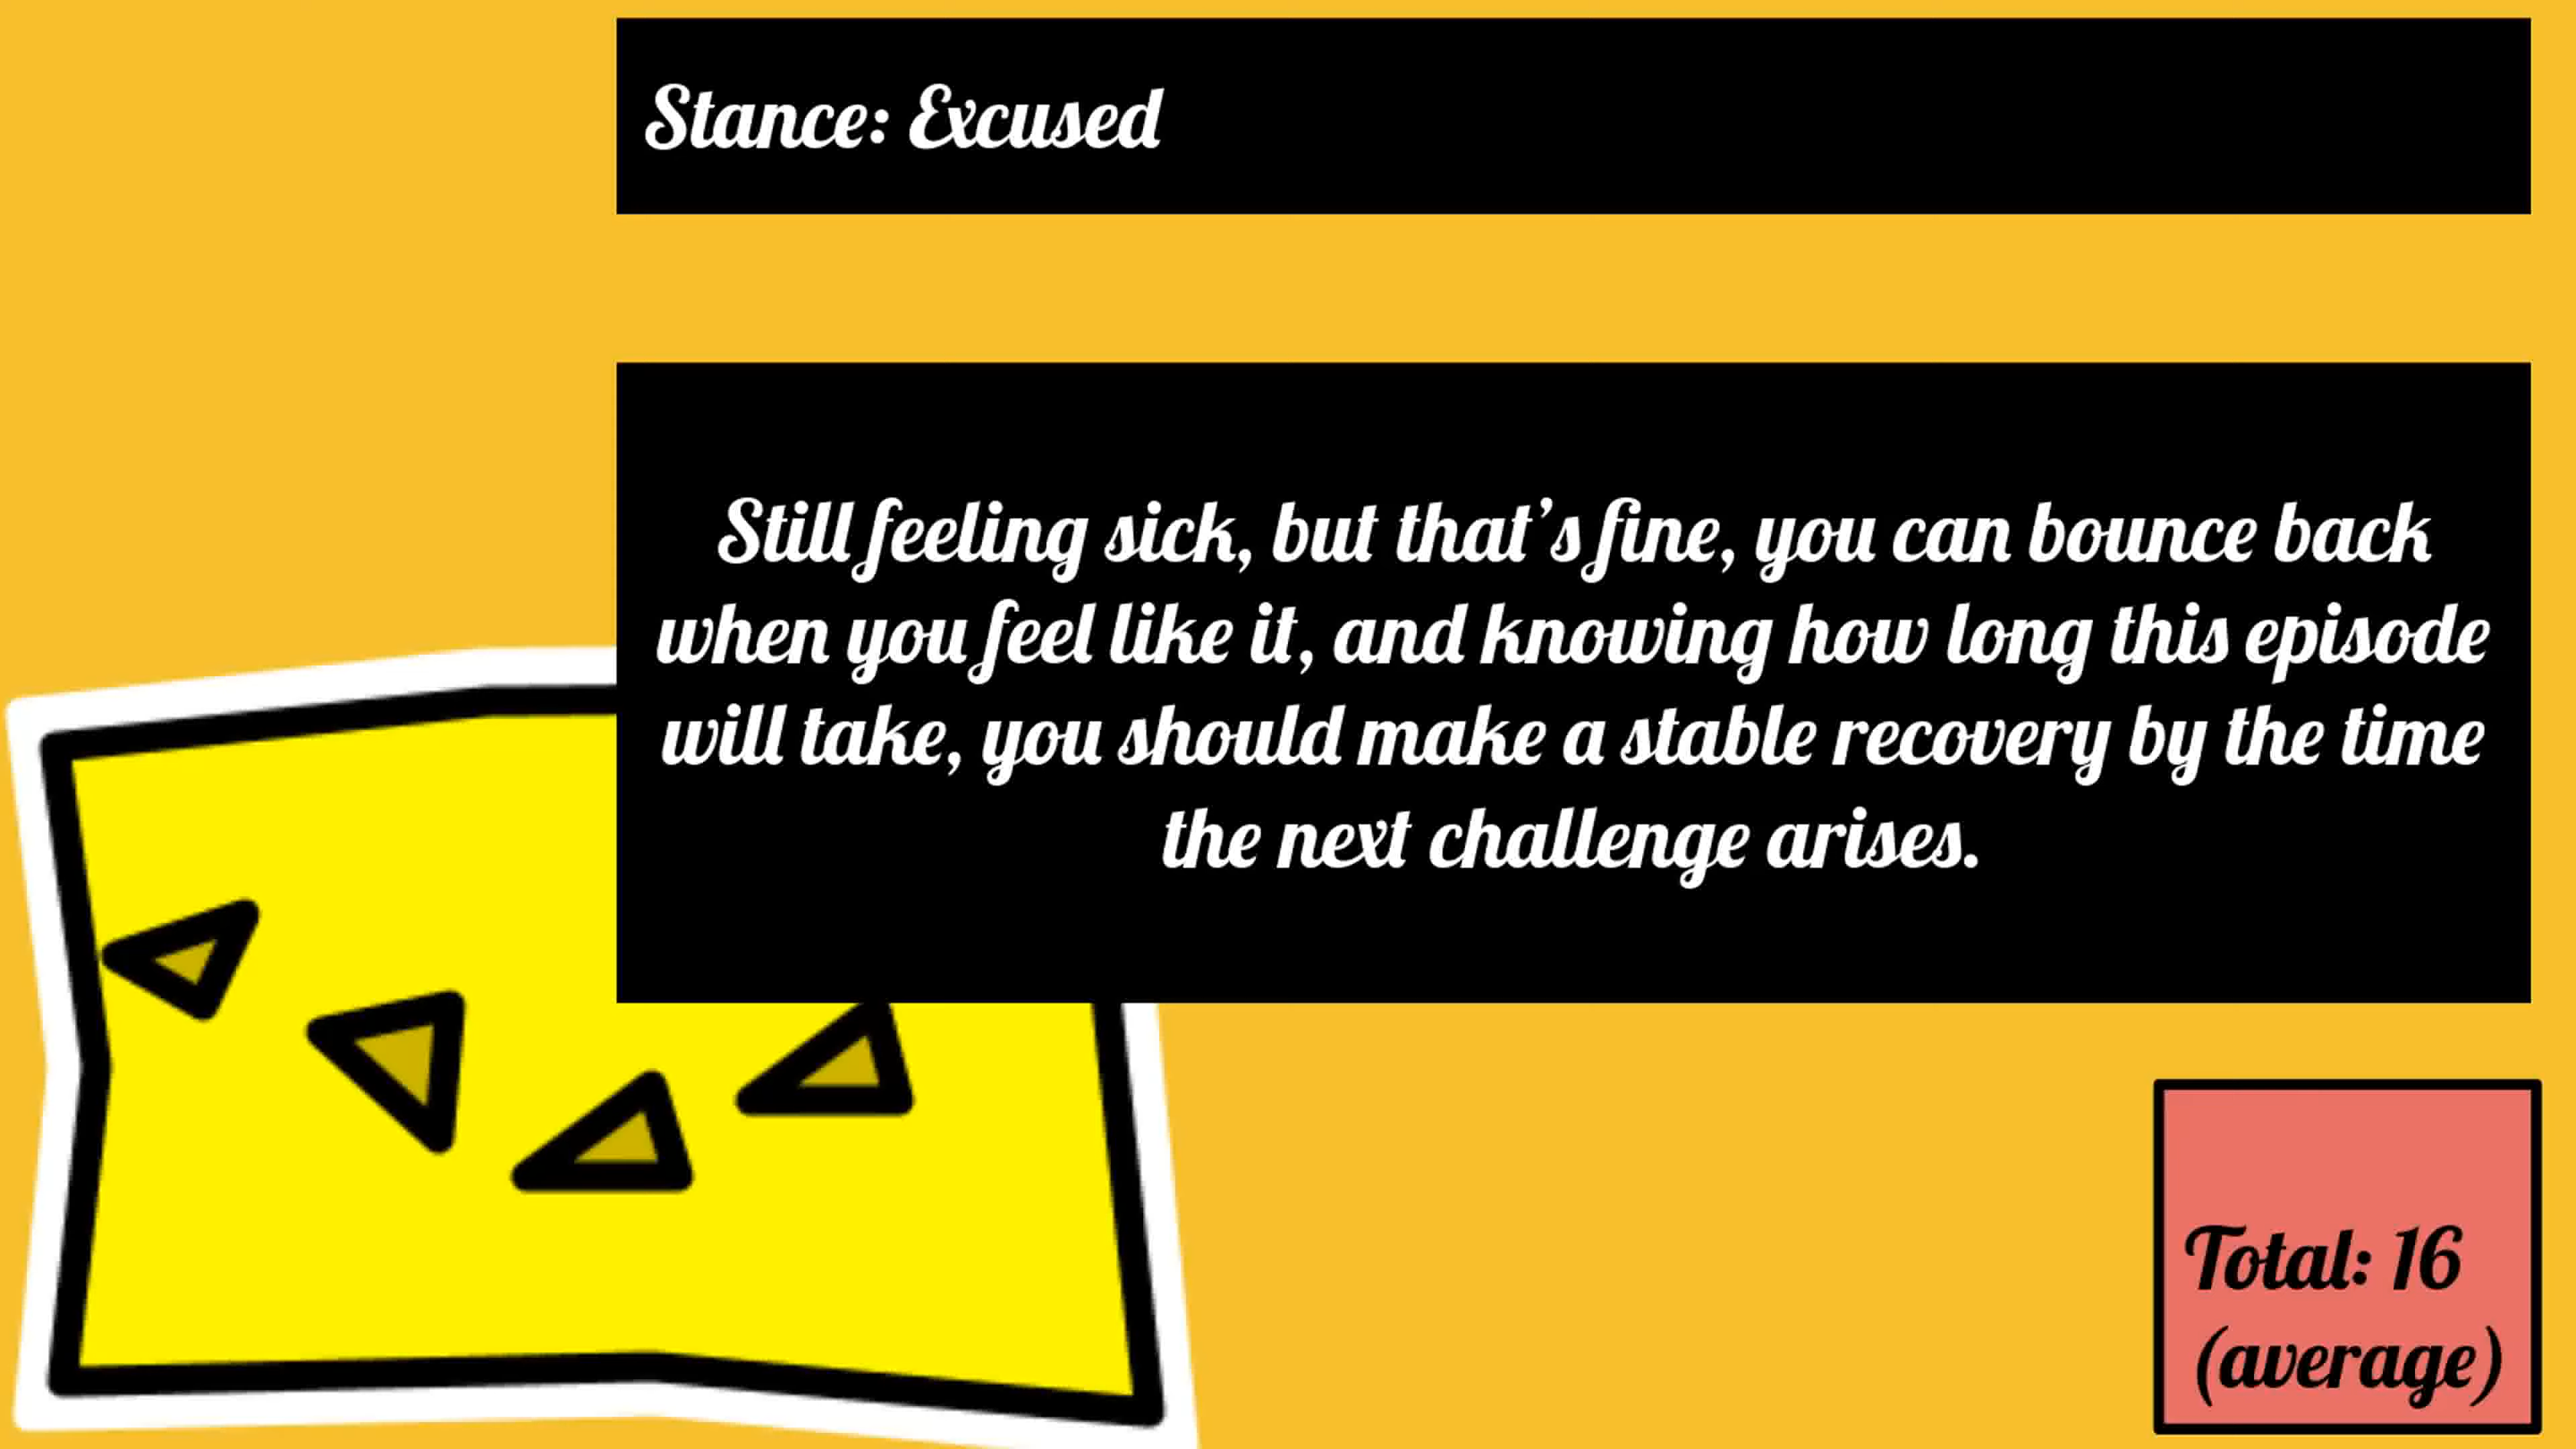 Stance: Excused
Still feeling sick, but that's fine, you can bounce back
when you feel like it, and knowing how long this episode
will take, you should make a stable recovery by the time
the next challenge arises.
Total: 16
(average)